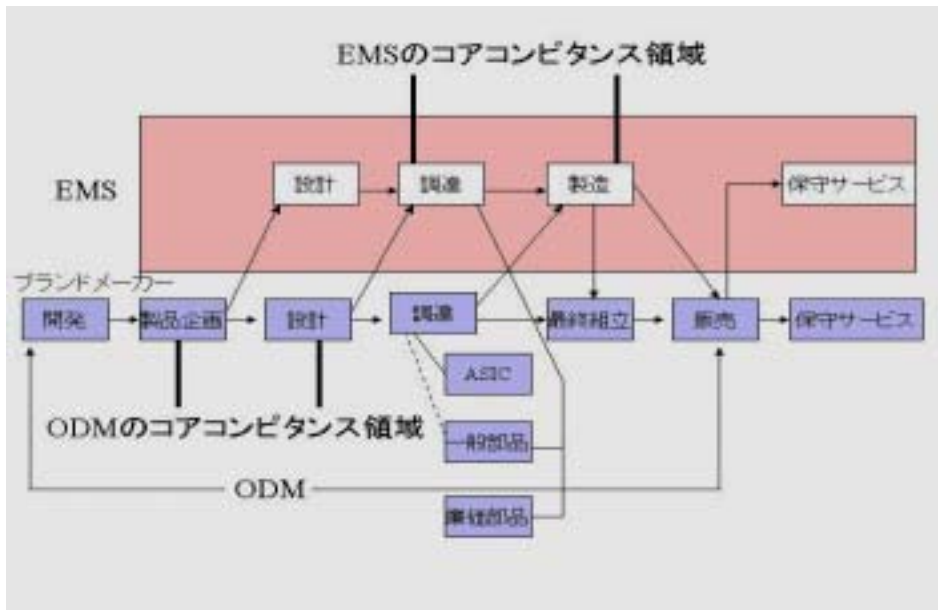 EMSのコアコンピタンス領域
EMS
設計
調達
製造
保守サービス
ブランドメーカー
開発
製品企画
設計
調達
最終組立
販売
保守サービス
ASIC
一般部品
廉価部品
ODMのコアコンピタンス領域
ODM